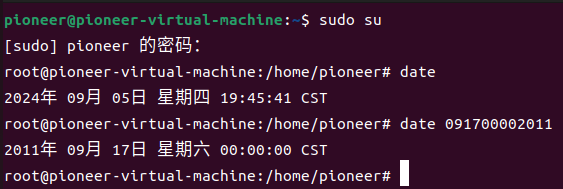 pioneer@pioneer-virtual-machine:~$ sudo su
[sudo] pioneer 的密码：
root@pioneer-virtual-machine:/home/pioneer# date
2024年 09月 05日 星期四 19:45:41 CST
root@pioneer-virtual-machine:/home/pioneer# date 091700002011
2011年 09月 17日 星期六 00:00:00 CST
root@pioneer-virtual-machine:/home/pioneer#